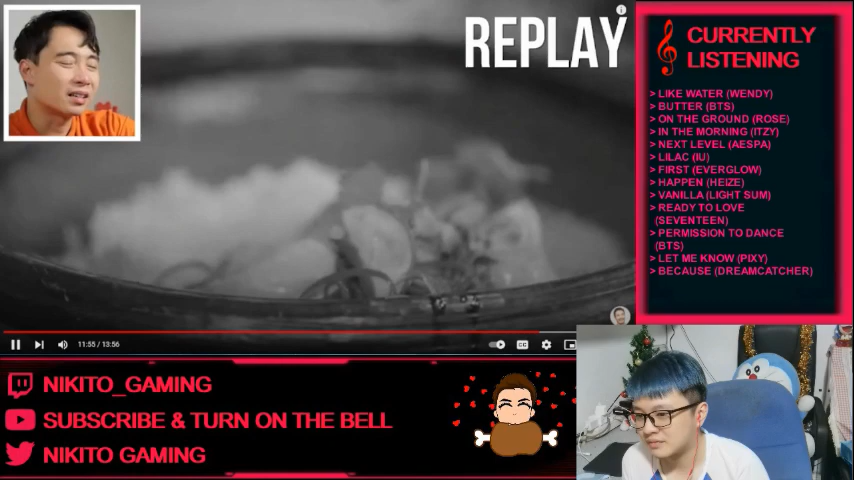 REPLAY
CURRENTLY
LISTENING
> LIKE WATER (WENDY)
> BUTTER (BTS)
> ON THE GROUND (ROSE)
> IN THE MORNING (ITZY)
> NEXT LEVEL (AESPA)
> LILAC (IU)
> FIRST (EVERGLOW)
> HAPPEN (HEIZE)
> VANILLA (LIGHT SUM)
> READY TO LOVE
(SEVENTEEN)
> PERMISSION TO DANCE
(BTS)
> LET ME KNOW (PIXY)
> BECAUSE (DREAMCATCHER)
11:55 / 13:56
CC
NIKITO_GAMING
SUBSCRIBE & TURN ON THE BELL
NIKITO GAMING